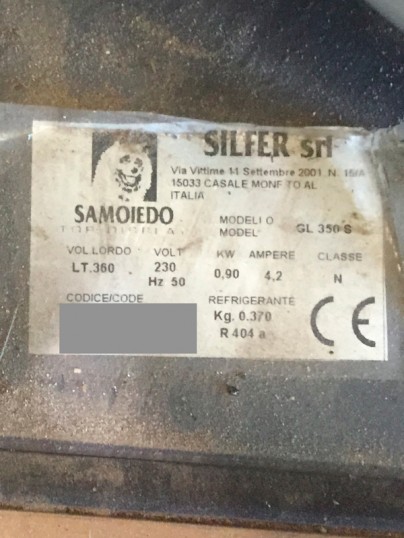 SILFER srl
Via Vittime 11 Settembre 2001 N. 15/A
15033 CASALE MONF TO AL
ITALIA
SAMOIEDO
MODELLO
MODEL
GL 350 S
VOL.LORDO VOLT KW AMPERE CLASSE
LT.360 230 0,90 4,2 N
Hz 50
CODICE/CODE
REFRIGERANTE
Kg. 0.370
R 404 a
CE